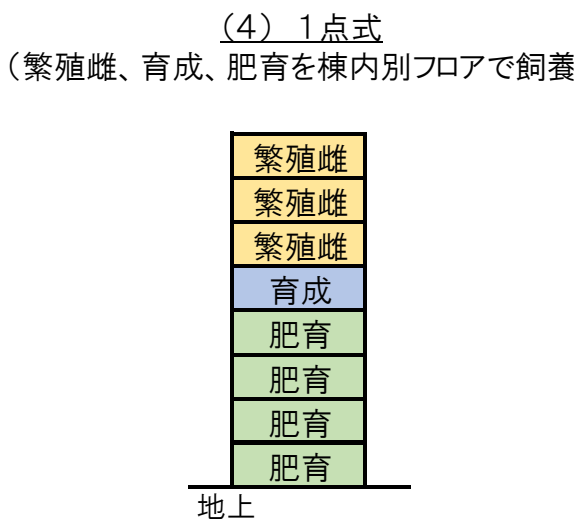 （４） １点式
（繁殖雌、育成、肥育を棟内別フロアで飼養
繁殖雌
繁殖雌
繁殖雌
育成
肥育
肥育
肥育
肥育
地上